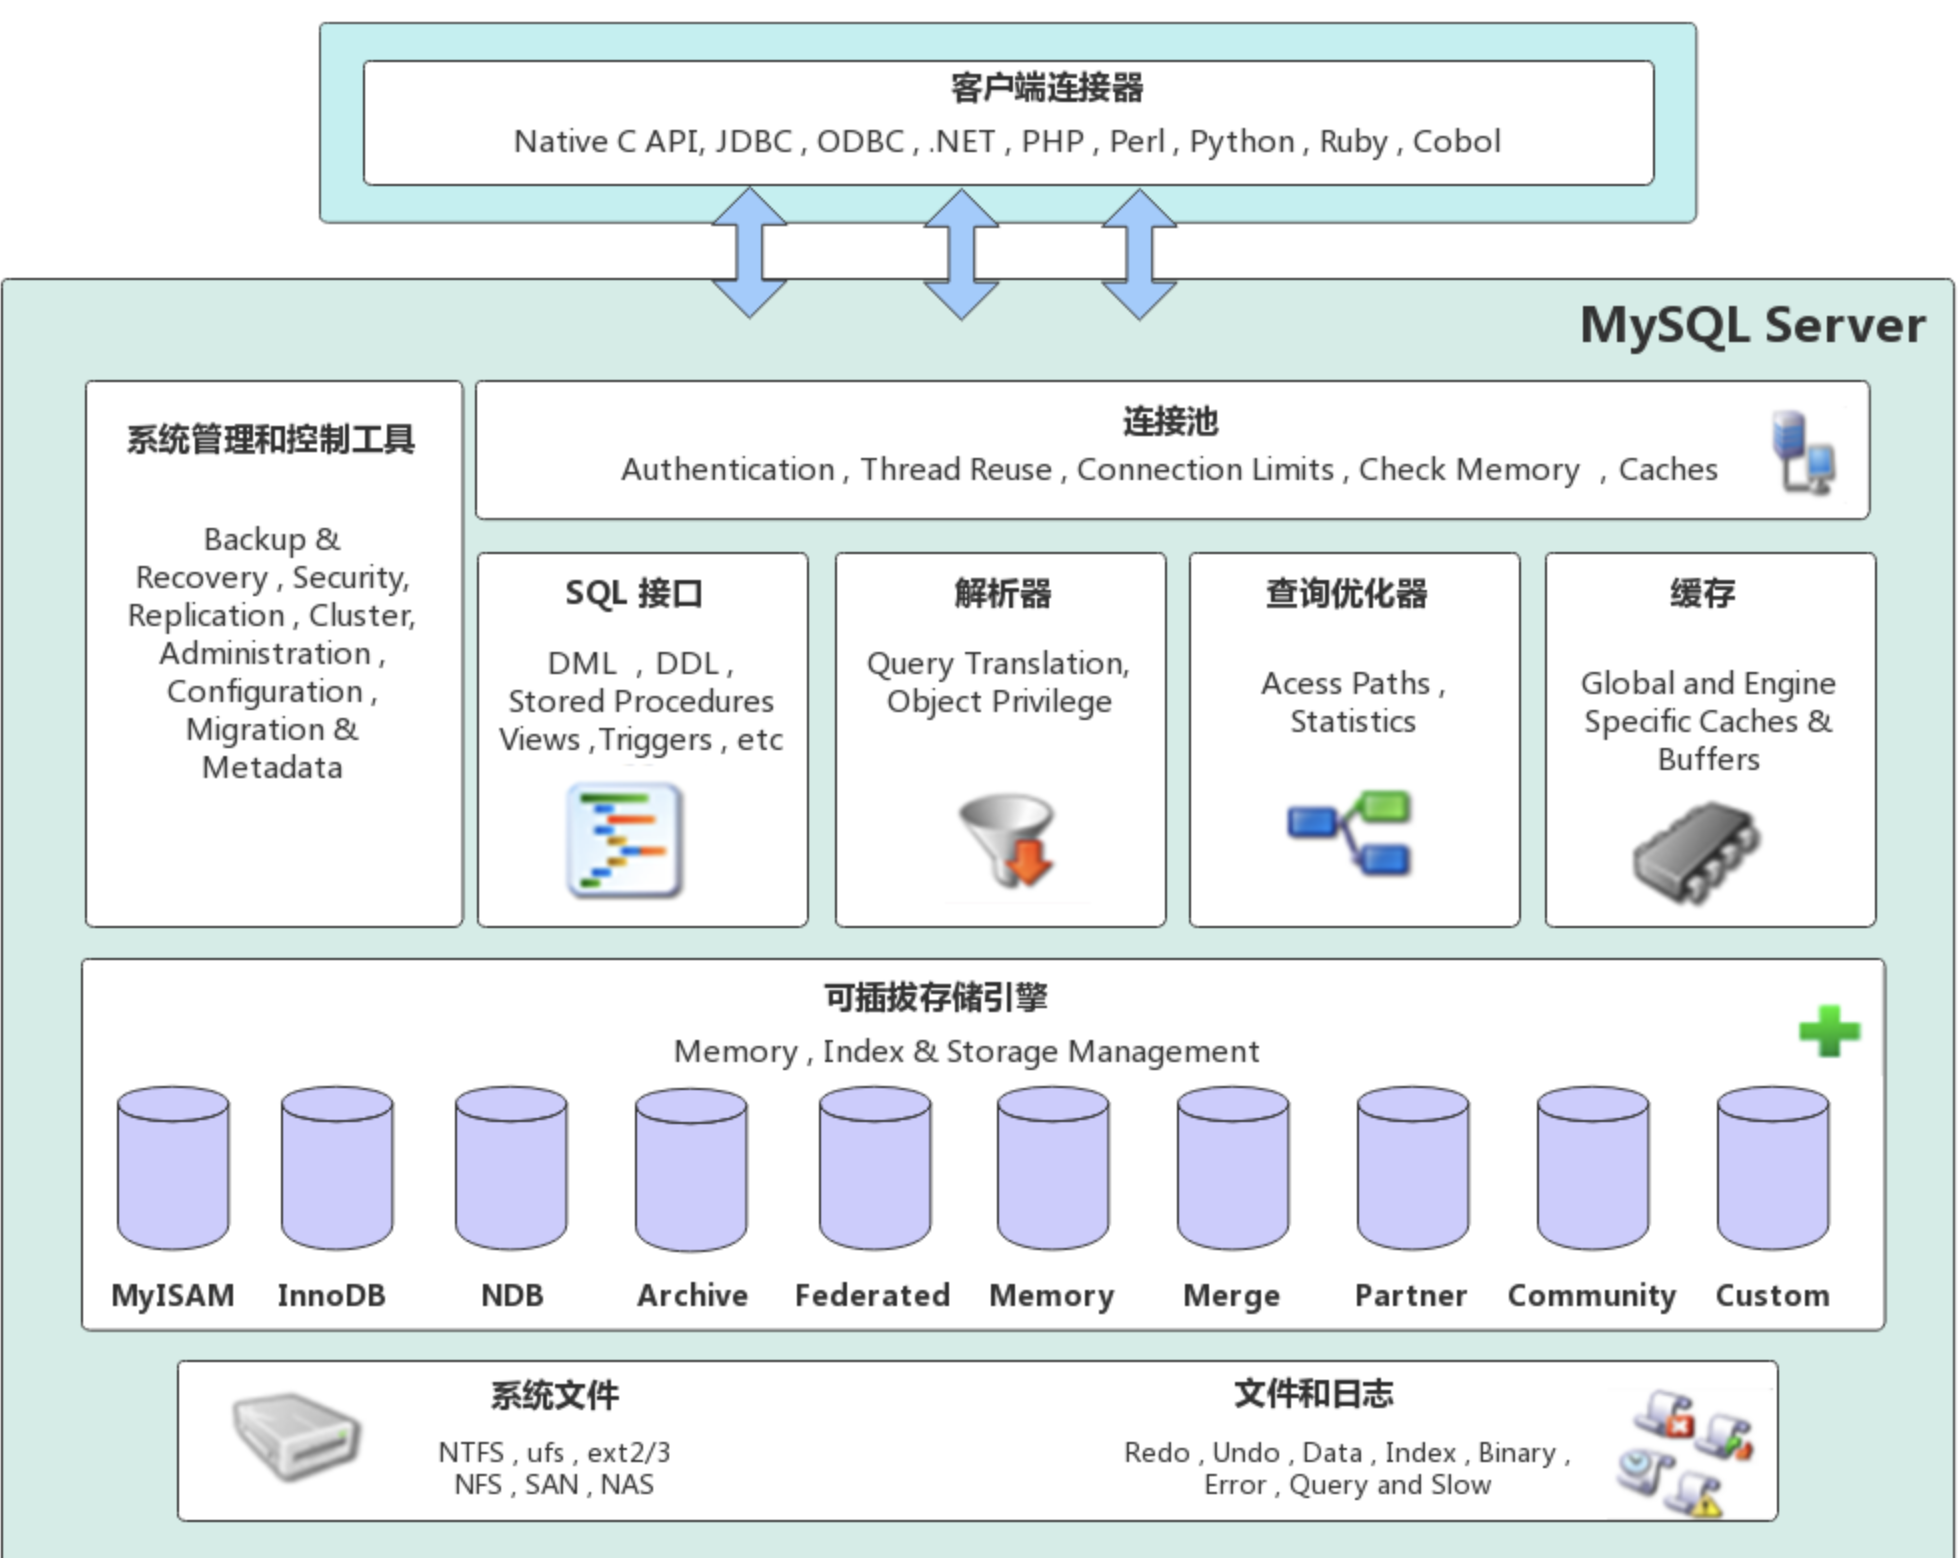 客户端连接器
Native C API, JDBC , ODBC , .NET , PHP , Perl , Python , Ruby , Cobol
MySQL Server
系统管理和控制工具
Backup &
Recovery , Security,
Replication , Cluster,
Administration ,
Configuration ,
Migration &
Metadata
连接池
Authentication , Thread Reuse , Connection Limits , Check Memory , Caches
SQL 接口
DML , DDL ,
Stored Procedures
Views ,Triggers , etc
解析器
Query Translation,
Object Privilege
查询优化器
Acess Paths ,
Statistics
缓存
Global and Engine
Specific Caches &
Buffers
可插拔存储引擎
Memory , Index & Storage Management
MyISAM
InnoDB
NDB
Archive
Federated
Memory
Merge
Partner
Community
Custom
系统文件
NTFS , ufs , ext2/3
NFS , SAN , NAS
文件和日志
Redo , Undo , Data , Index , Binary ,
Error , Query and Slow